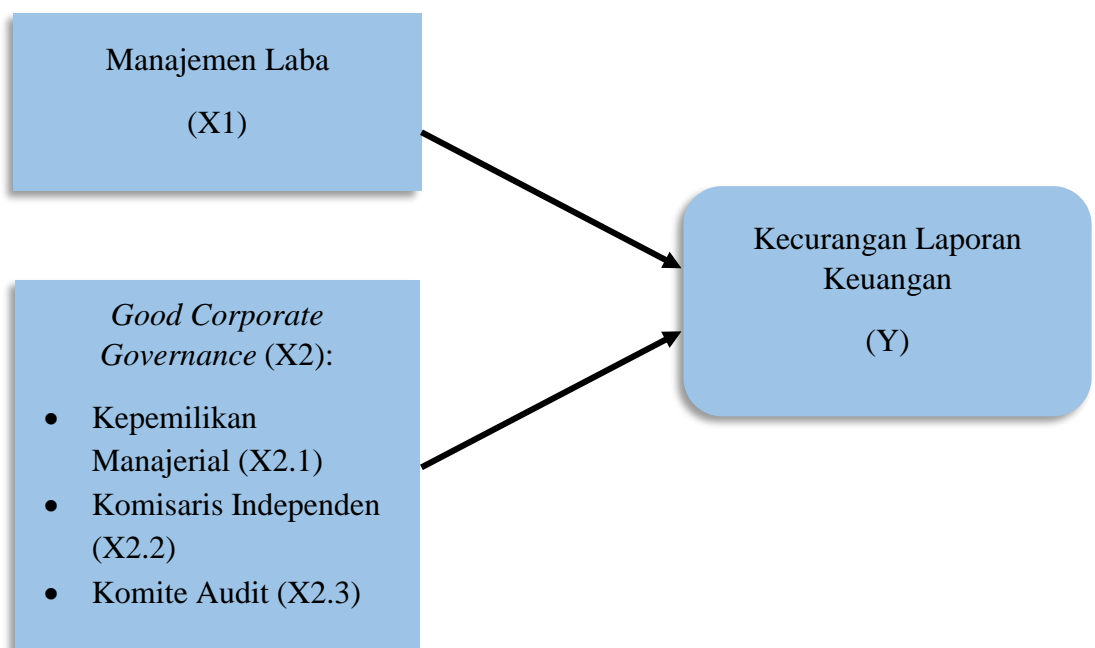 Manajemen Laba
(X1)
Good Corporate
Governance (X2):
• Kepemilikan
Manajerial (X2.1)
• Komisaris Independen
(X2.2)
• Komite Audit (X2.3)
Kecurangan Laporan
Keuangan
(Y)